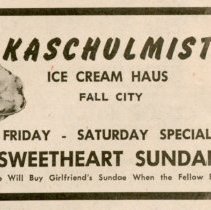 KASCHULMIST
ICE CREAM HAUS
FALL CITY
FRIDAY - SATURDAY SPECIAL
SWEETHEART SUNDA
Will Buy Girlfriend's Sundae When the Fellow